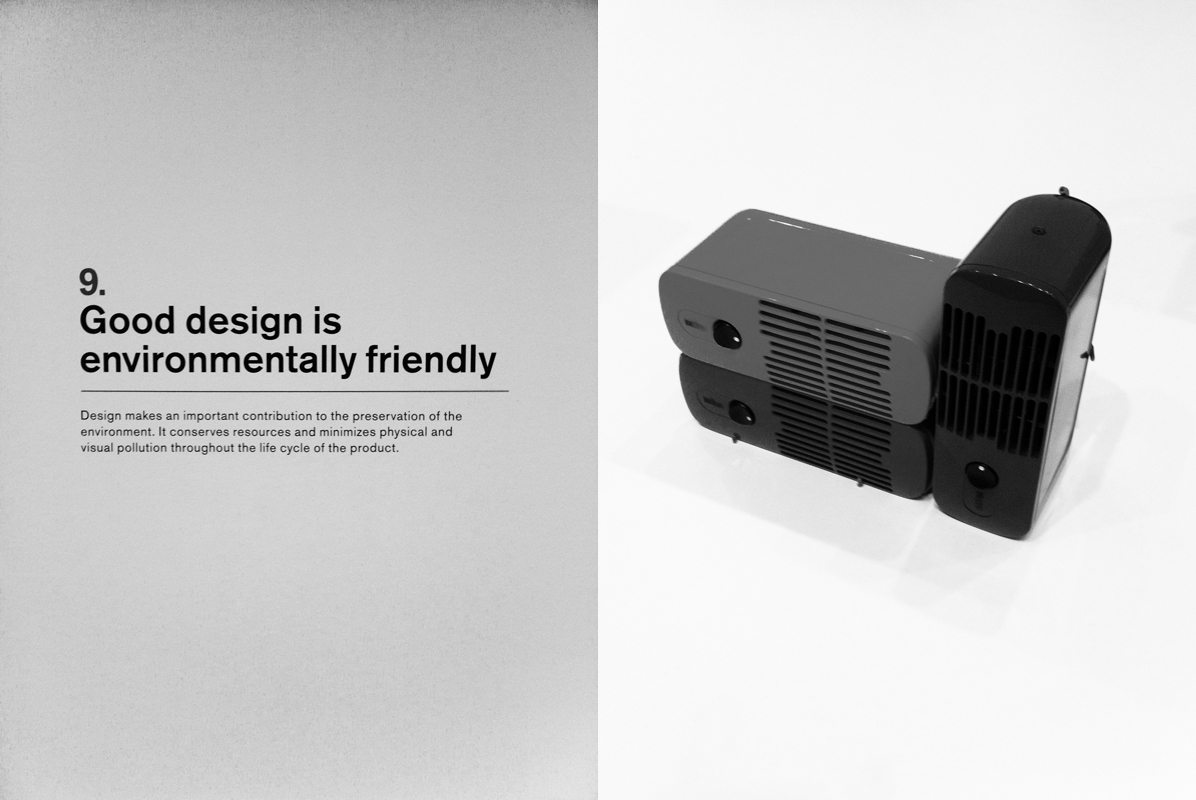 9.
Good design is
environmentally friendly
Design makes an important contribution to the preservation of the
environment. It conserves resources and minimizes physical and
visual pollution throughout the life cycle of the product.